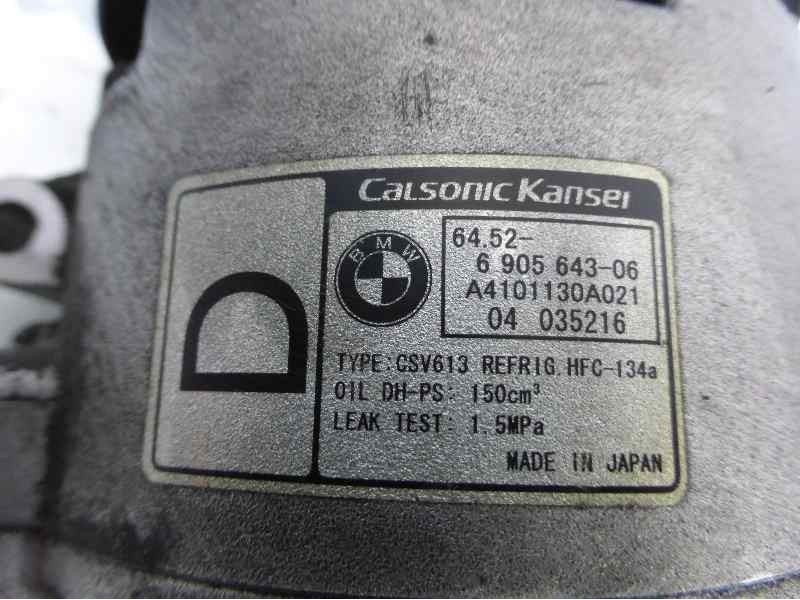 Calsonic Kansei
D
BMW
64.52-
6 905 643-06
A4101130A021
04 035216
TYPE:CSV613 REFRIG.HFC-134a
OIL DH-PS: 150cm³
LEAK TEST: 1.5MPa
MADE IN JAPAN